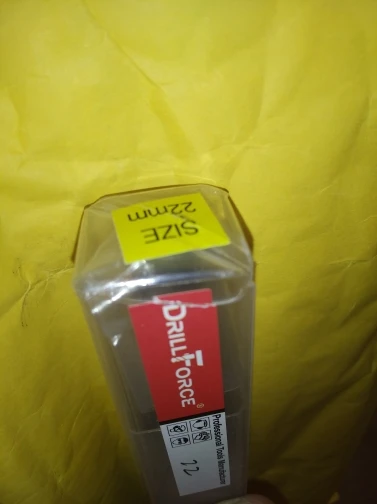 SIZE
22mm
DRILLFORCE®
Professional Tools Manufacturer
22